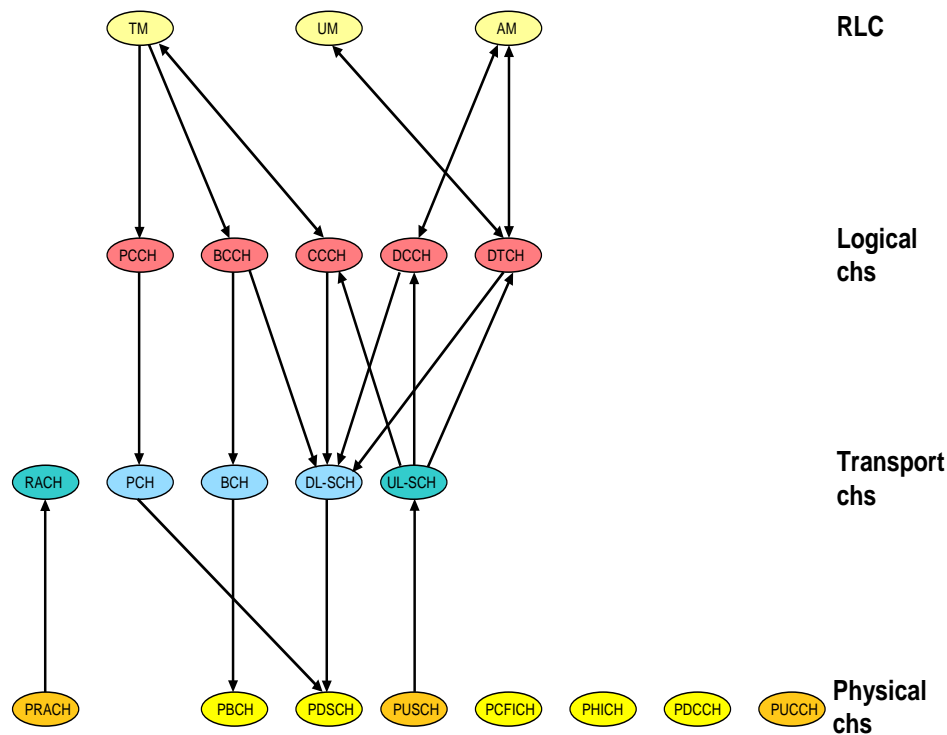 TM UM AM RLC
PCCH BCCH CCCH DCCH DTCH Logical
chs
RACH PCH BCH DL-SCH UL-SCH Transport
chs
PRACH PBCH PDSCH PUSCH PCFICH PHICH PDCCH PUCCH Physical
chs